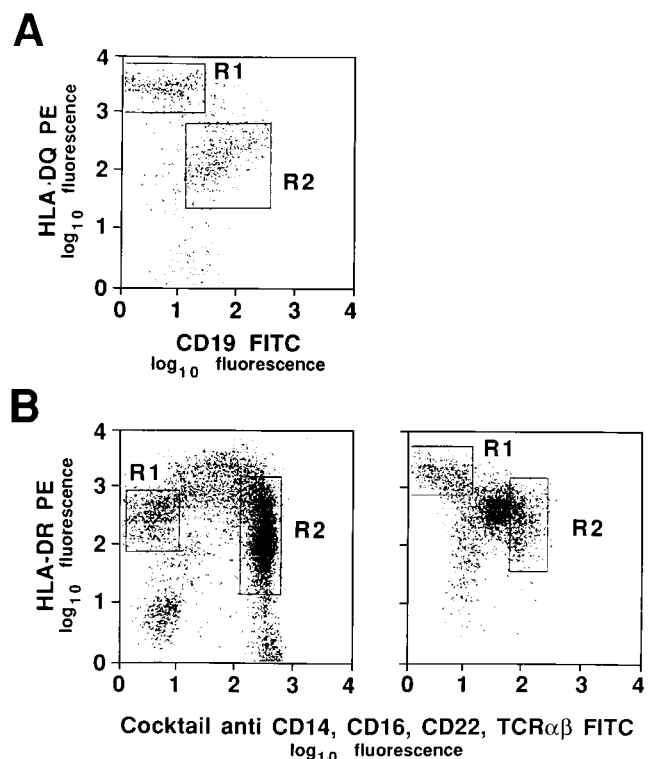 A
HLA-DQ PE
log10 fluorescence
4
3
2
1
0
R1
R2
0 1 2 3 4
CD19 FITC
log10 fluorescence
B
HLA-DR PE
log10 fluorescence
4
3
2
1
0
R1
R2
0 1 2 3 4
R1
R2
0 1 2 3 4
Cocktail anti CD14, CD16, CD22, TCRαβ FITC
log10 fluorescence